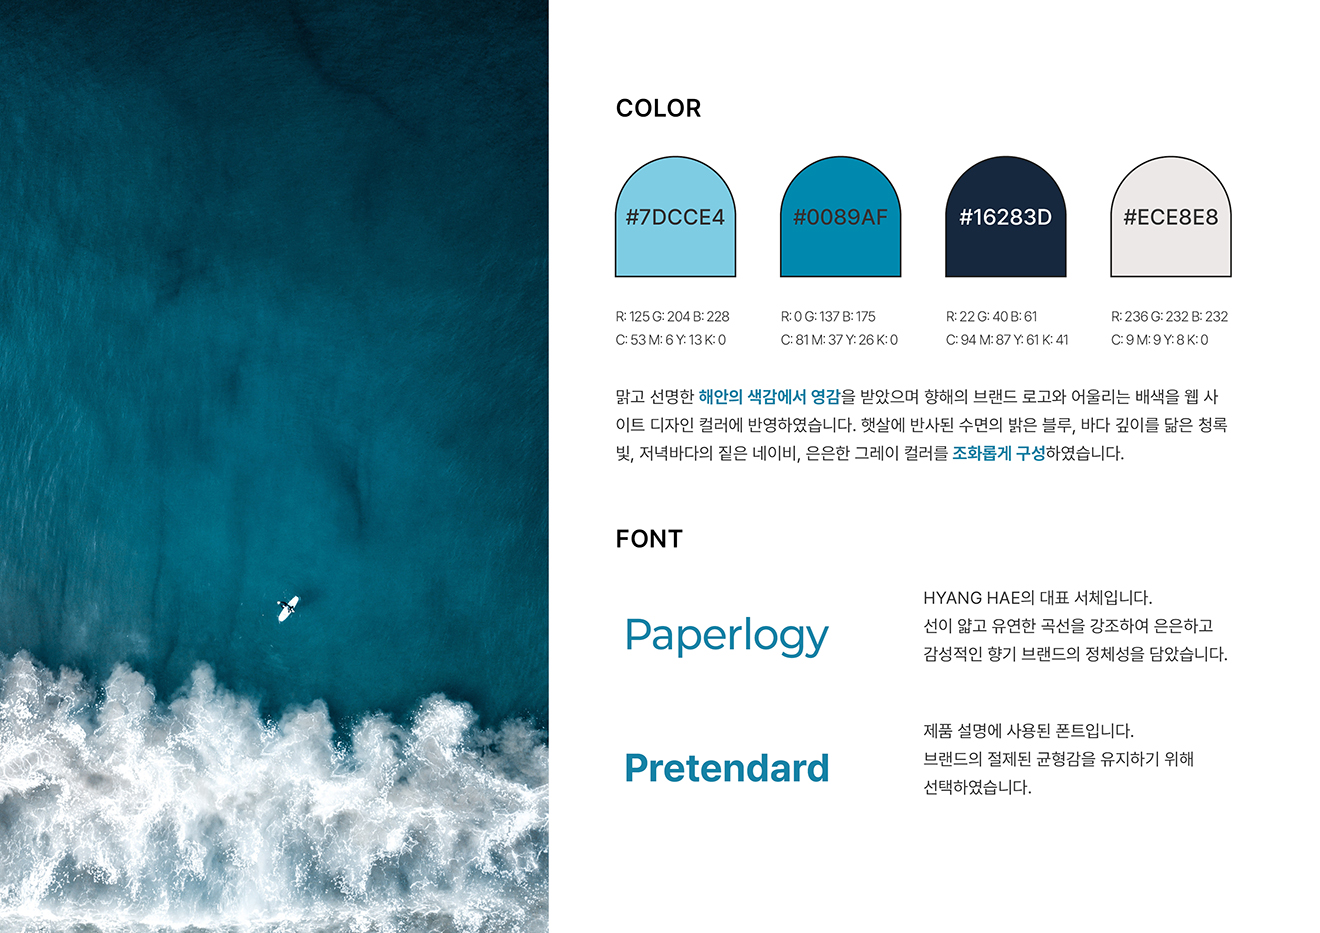 COLOR
#7DCCE4
#0089AF
#16283D
#ECE8E8
R: 125 G: 204 B: 228
C: 53 M: 6 Y: 13 K: 0
R: 0 G: 137 B: 175
C: 81 M: 37 Y: 26 K: 0
R: 22 G: 40 B: 61
C: 94 M: 87 Y: 61 K: 41
R: 236 G: 232 B: 232
C: 9 M: 9 Y: 8 K: 0
맑고 선명한 해안의 색감에서 영감을 받았으며 향해의 브랜드 로고와 어울리는 배색을 웹 사
이트 디자인 컬러에 반영하였습니다. 햇살에 반사된 수면의 밝은 블루, 바다 깊이를 닮은 청록
빛, 저녁바다의 짙은 네이비, 은은한 그레이 컬러를 조화롭게 구성하였습니다.
FONT
Paperlogy
HYANG HAE의 대표 서체입니다.
선이 얇고 유연한 곡선을 강조하여 은은하고
감성적인 향기 브랜드의 정체성을 담았습니다.
Pretendard
제품 설명에 사용된 폰트입니다.
브랜드의 절제된 균형감을 유지하기 위해
선택하였습니다.